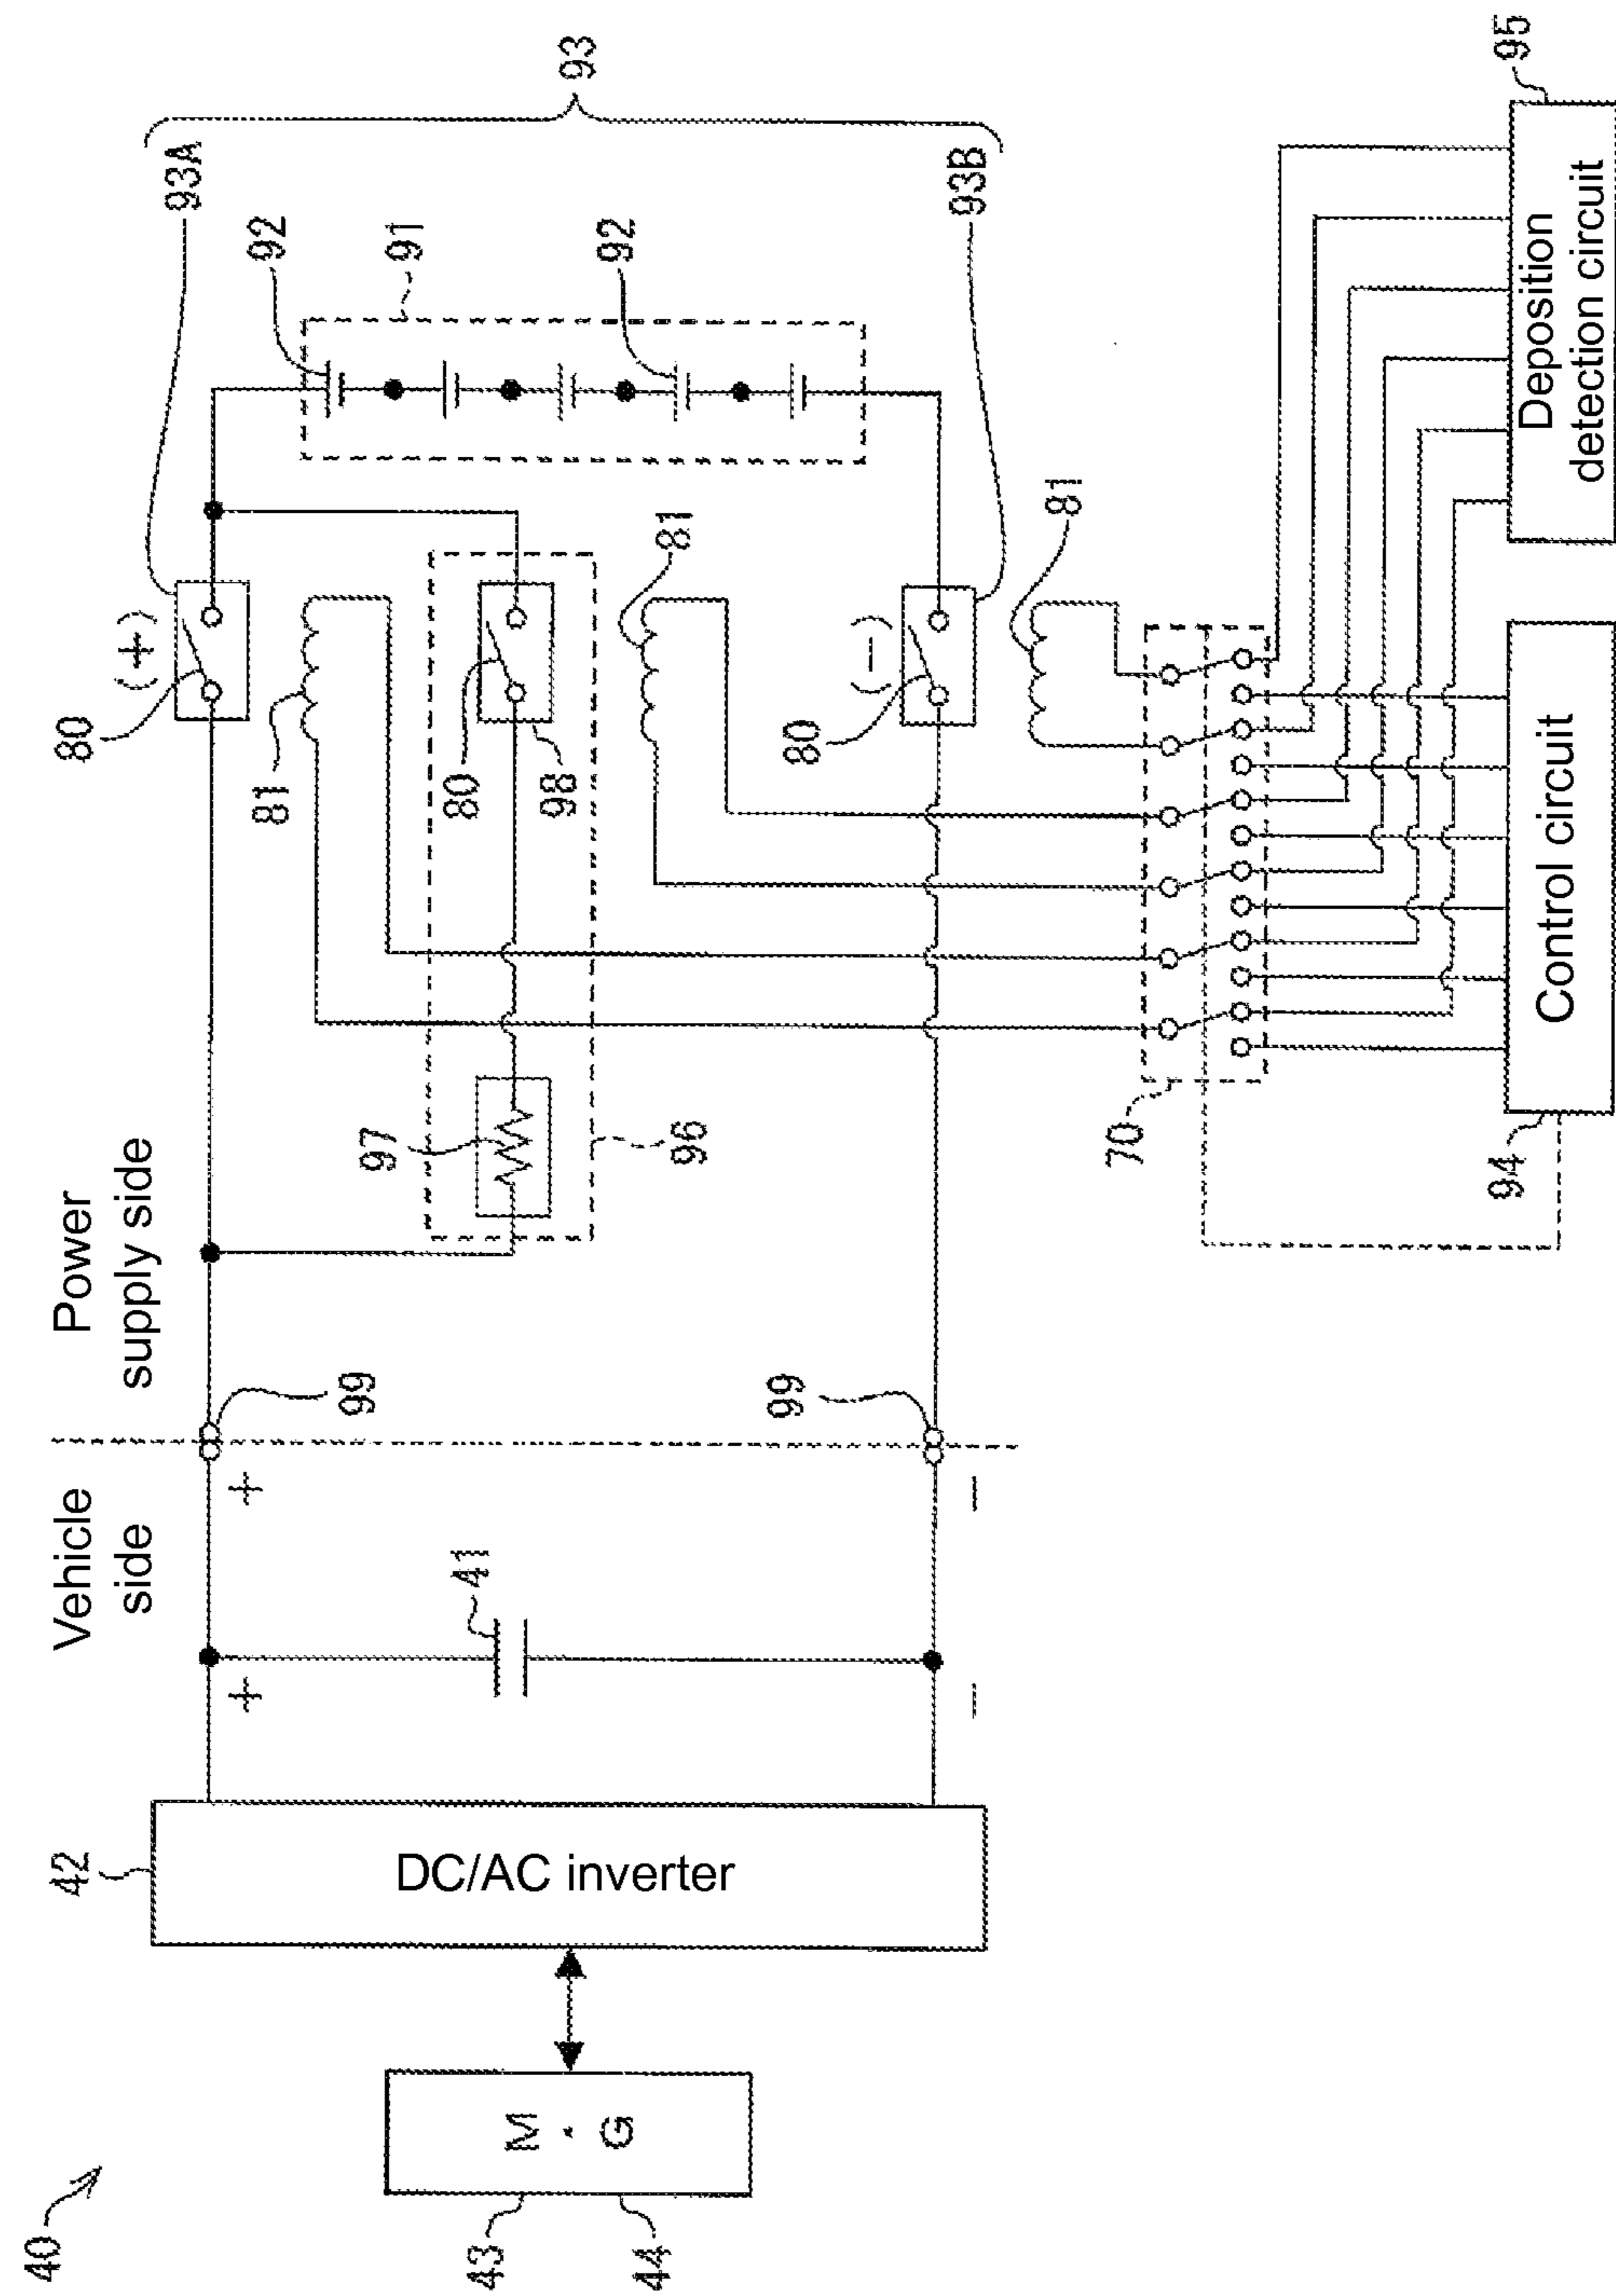 40
Vehicle
side
Power
supply side
93
93A
80
(+)
92
42
+
+
99
81
91
97
80
98
96
81
92
41
DC/AC inverter
43
M · G
44
−
−
99
80
(−)
93B
81
70
94
Control circuit
95
Deposition
detection circuit